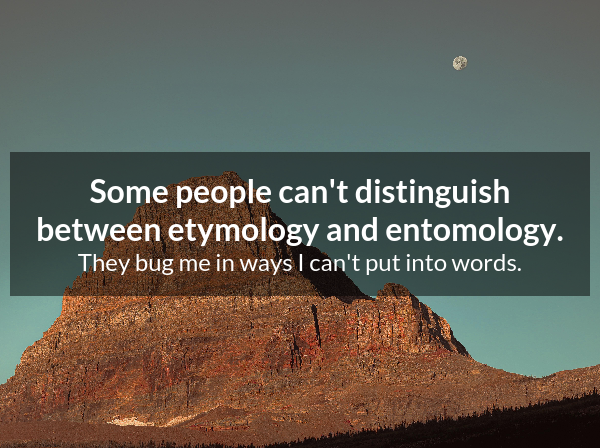 Some people can't distinguish
between etymology and entomology.
They bug me in ways I can't put into words.